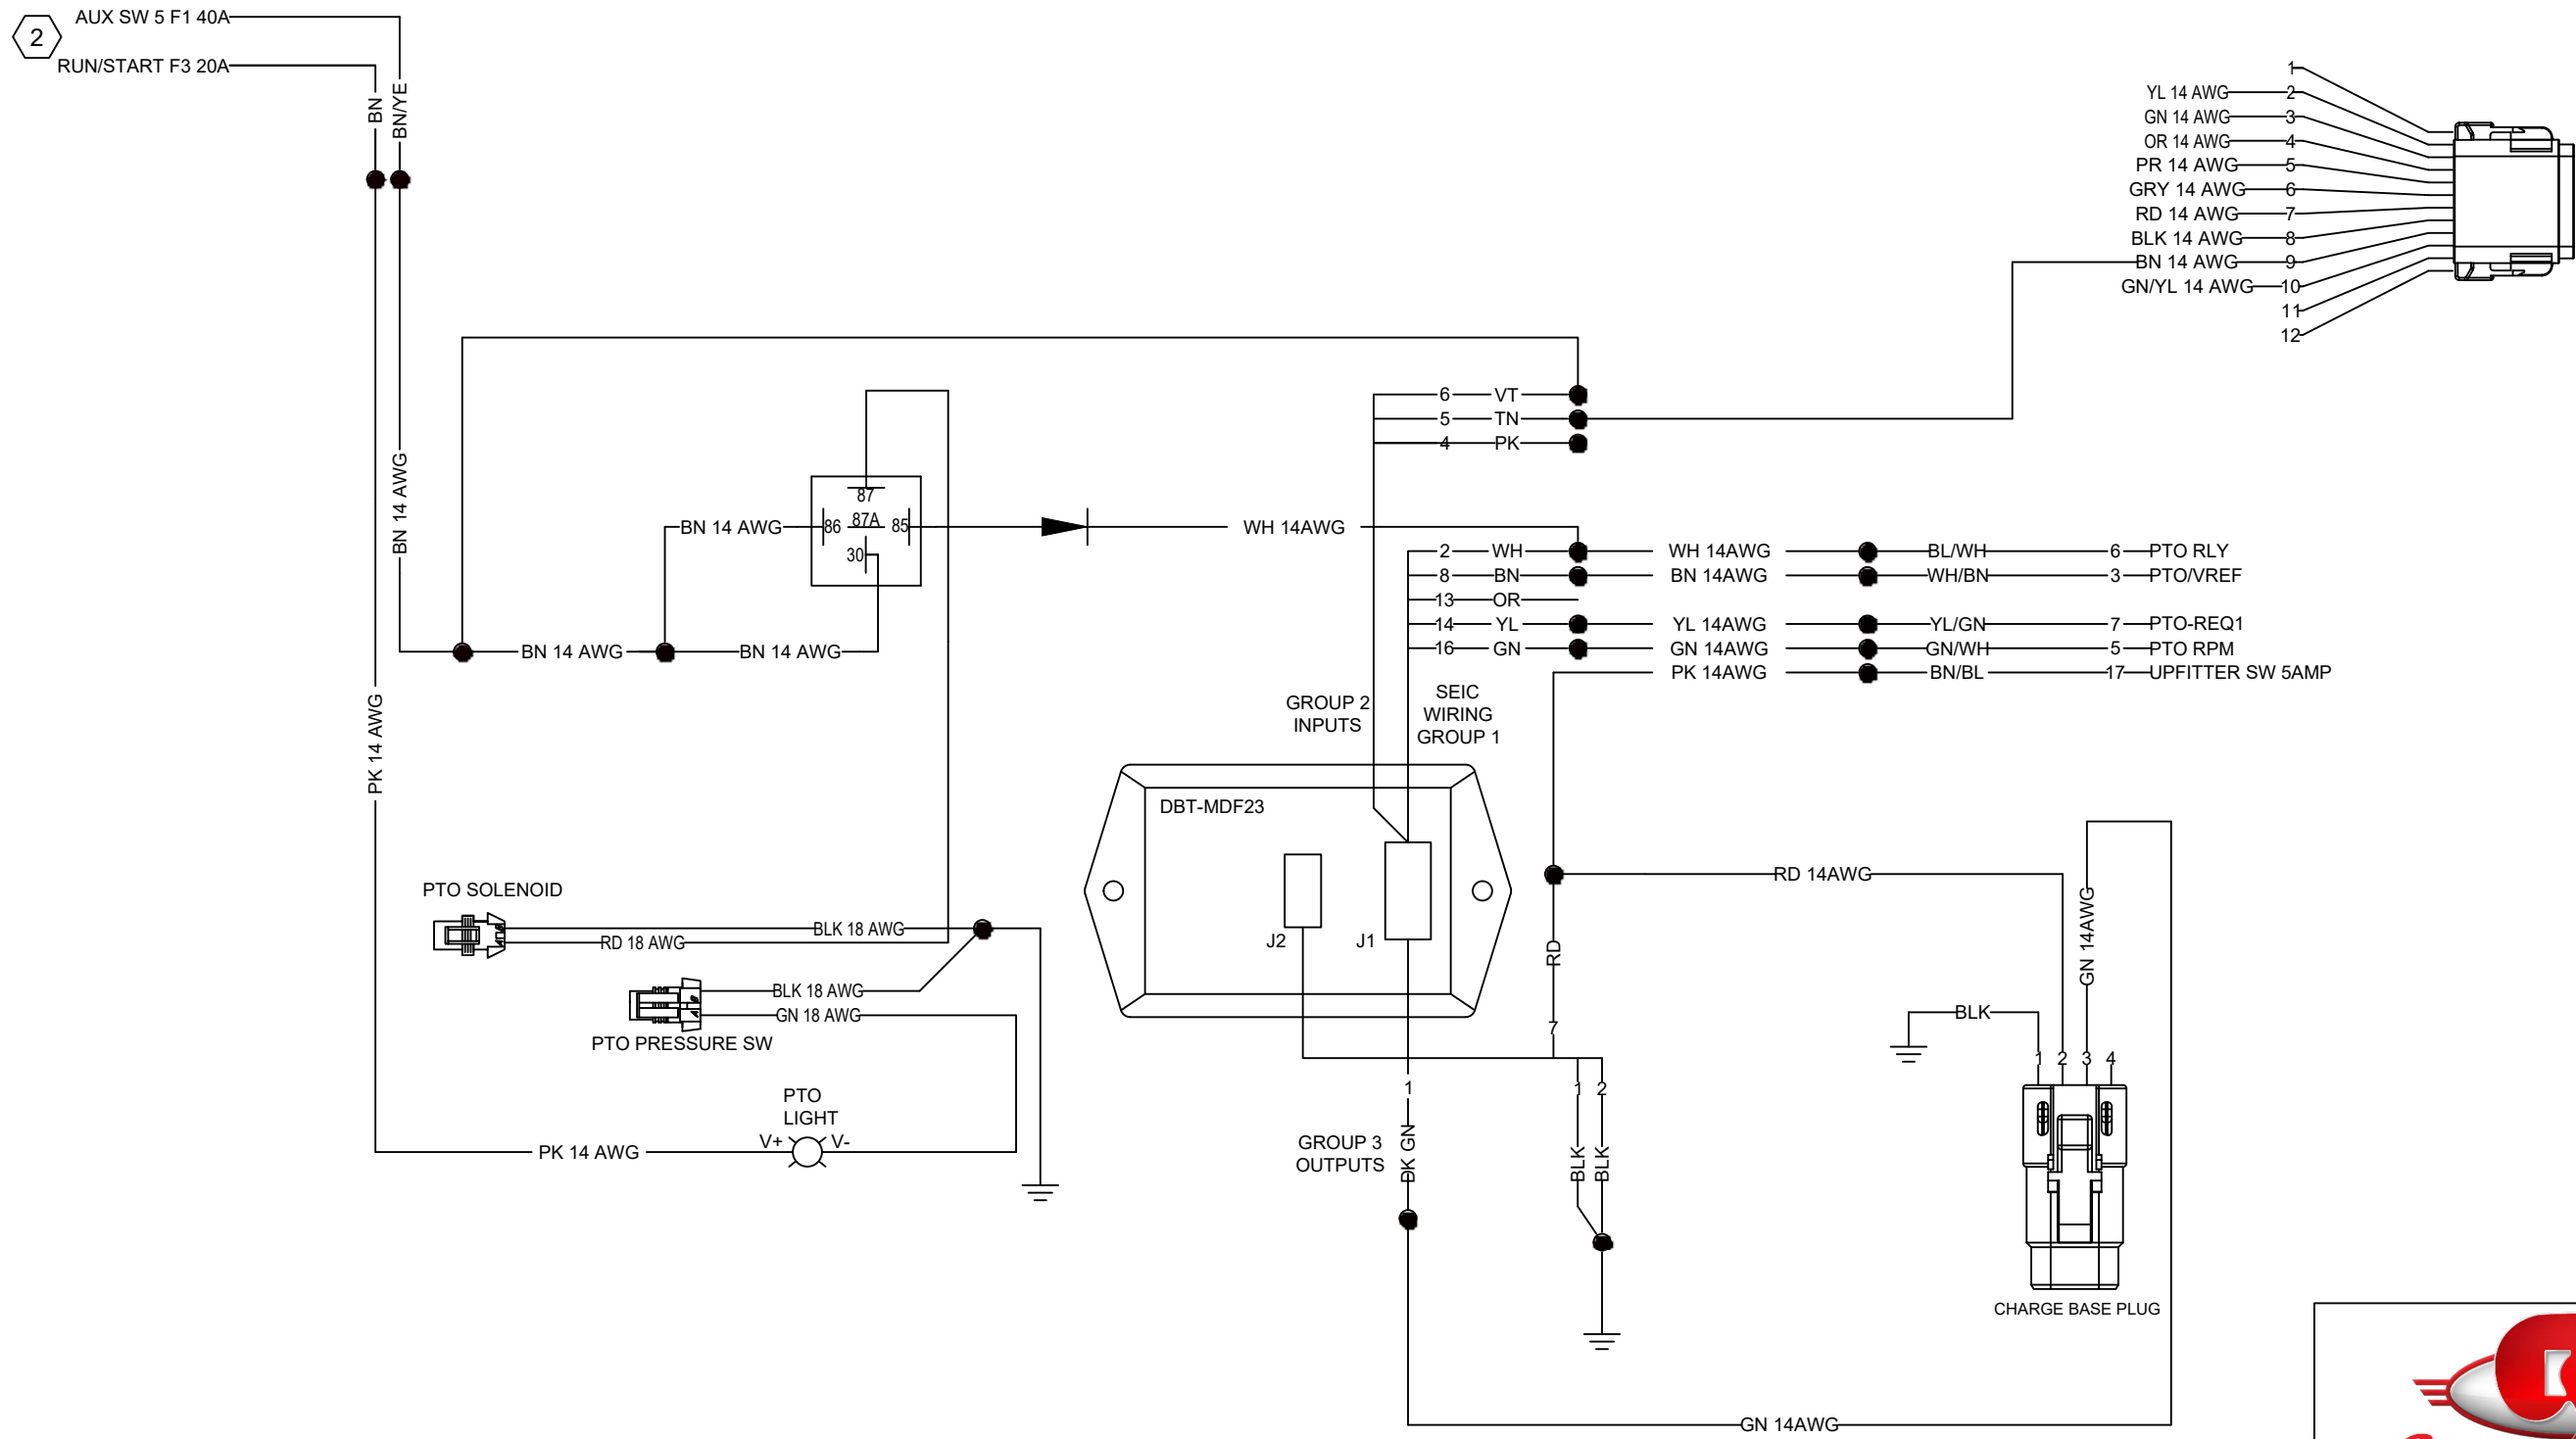 2
AUX SW 5 F1 40A
RUN/START F3 20A
BN
BN/YE
BN 14 AWG
PK 14 AWG
1
YL 14 AWG 2
GN 14 AWG 3
OR 14 AWG 4
PR 14 AWG 5
GRY 14 AWG 6
RD 14 AWG 7
BLK 14 AWG 8
BN 14 AWG 9
GN/YL 14 AWG 10
11
12
6 VT
5 TN
4 PK
87
BN 14 AWG 86 87A 85
30
WH 14AWG
BN 14 AWG
BN 14 AWG
2 WH WH 14AWG BL/WH 6 PTO RLY
8 BN BN 14AWG WH/BN 3 PTO/VREF
13 OR
14 YL YL 14AWG YL/GN 7 PTO-REQ1
16 GN GN 14AWG GN/WH 5 PTO RPM
PK 14AWG BN/BL 17 UPFITTER SW 5AMP
GROUP 2
INPUTS
SEIC
WIRING
GROUP 1
DBT-MDF23
J2
J1
PTO SOLENOID
BLK 18 AWG
RD 18 AWG
BLK 18 AWG
GN 18 AWG
PTO PRESSURE SW
PTO
LIGHT
V+ V-
PK 14 AWG
RD 14AWG
RD
7
GN 14AWG
BLK
1 2 3 4
CHARGE BASE PLUG
1
DK GN
GROUP 3
OUTPUTS
1 2
BLK
BLK
GN 14AWG